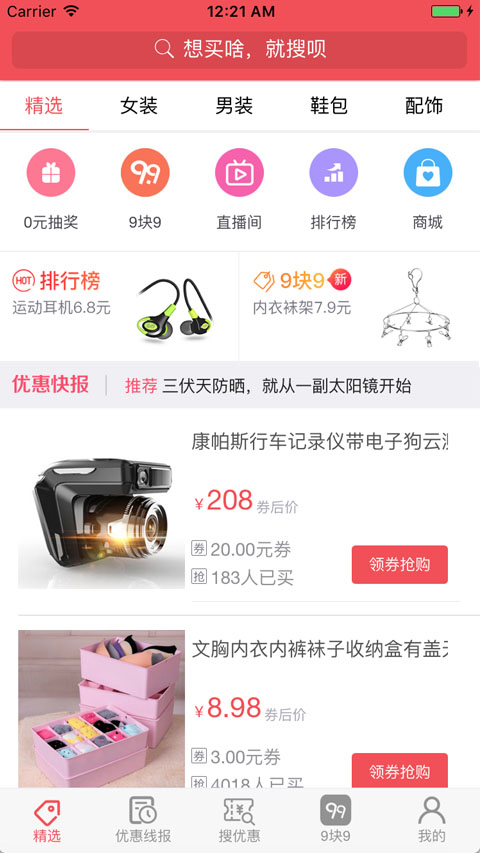 Carrier 12:21 AM
想买啥，就搜呗
精选 女装 男装 鞋包 配饰
9.9
0元抽奖 9块9 直播间 排行榜 商城
HOT 排行榜
运动耳机6.8元
9块9 新
内衣袜架7.9元
优惠快报 推荐 三伏天防晒，就从一副太阳镜开始
康帕斯行车记录仪带电子狗云
¥208 券后价
券 20.00元券
抢 183人已买
领券抢购
文胸内衣内裤袜子收纳盒有盖
¥8.98 券后价
券 3.00元券
抢 4018人已买
领券抢购
99
精选 优惠线报 搜优惠 9块9 我的